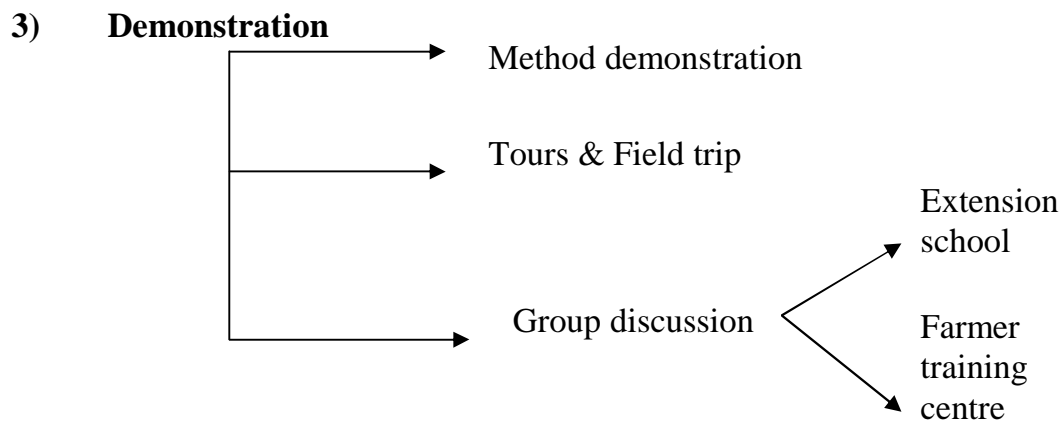 3) Demonstration
Method demonstration
Tours & Field trip
Group discussion
Extension
school
Farmer
training
centre